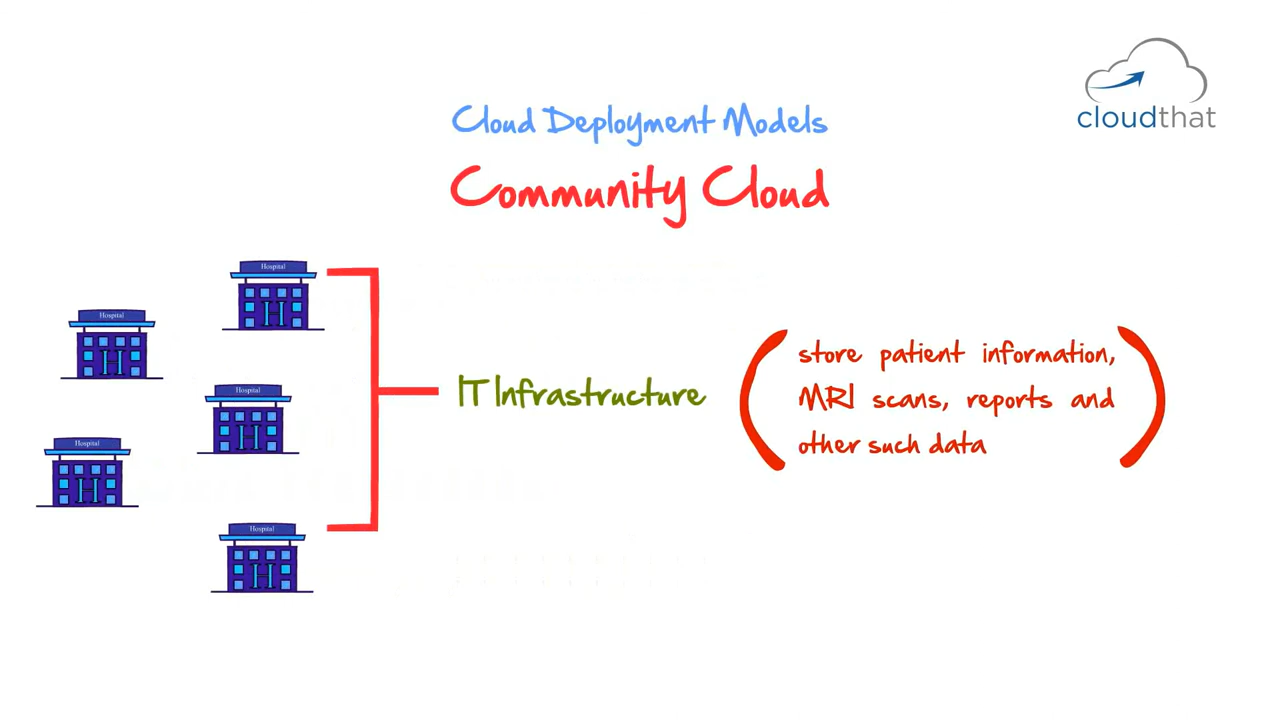 cloudthat
Cloud Deployment Models
Community Cloud
Hospital
H
Hospital
H
Hospital
H
Hospital
H
Hospital
H
IT Infrastructure
store patient information,
MRI scans, reports and
other such data